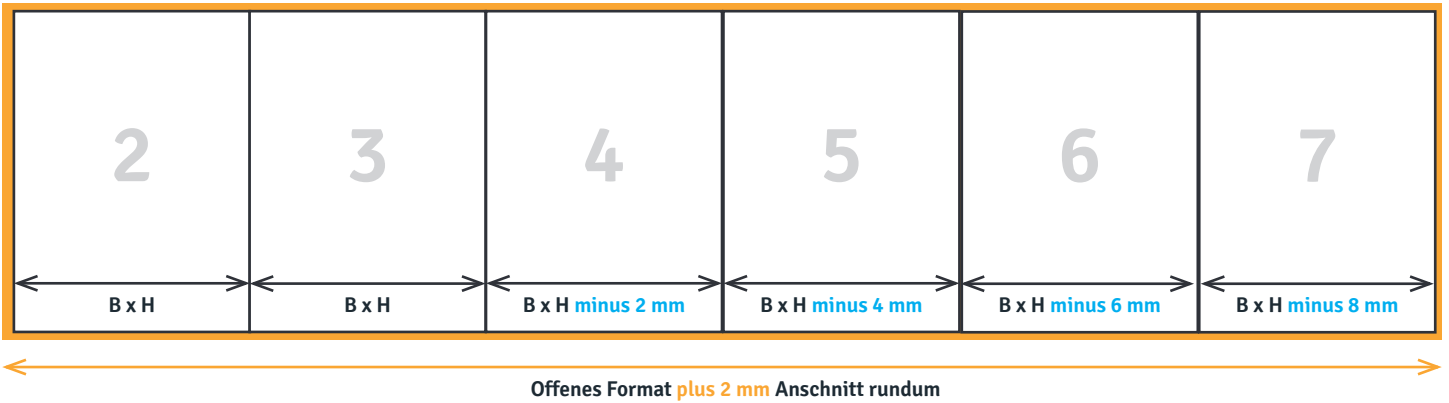 2 3 4 5 6 7
B x H B x H B x H minus 2 mm B x H minus 4 mm B x H minus 6 mm B x H minus 8 mm
Offenes Format plus 2 mm Anschnitt rundum